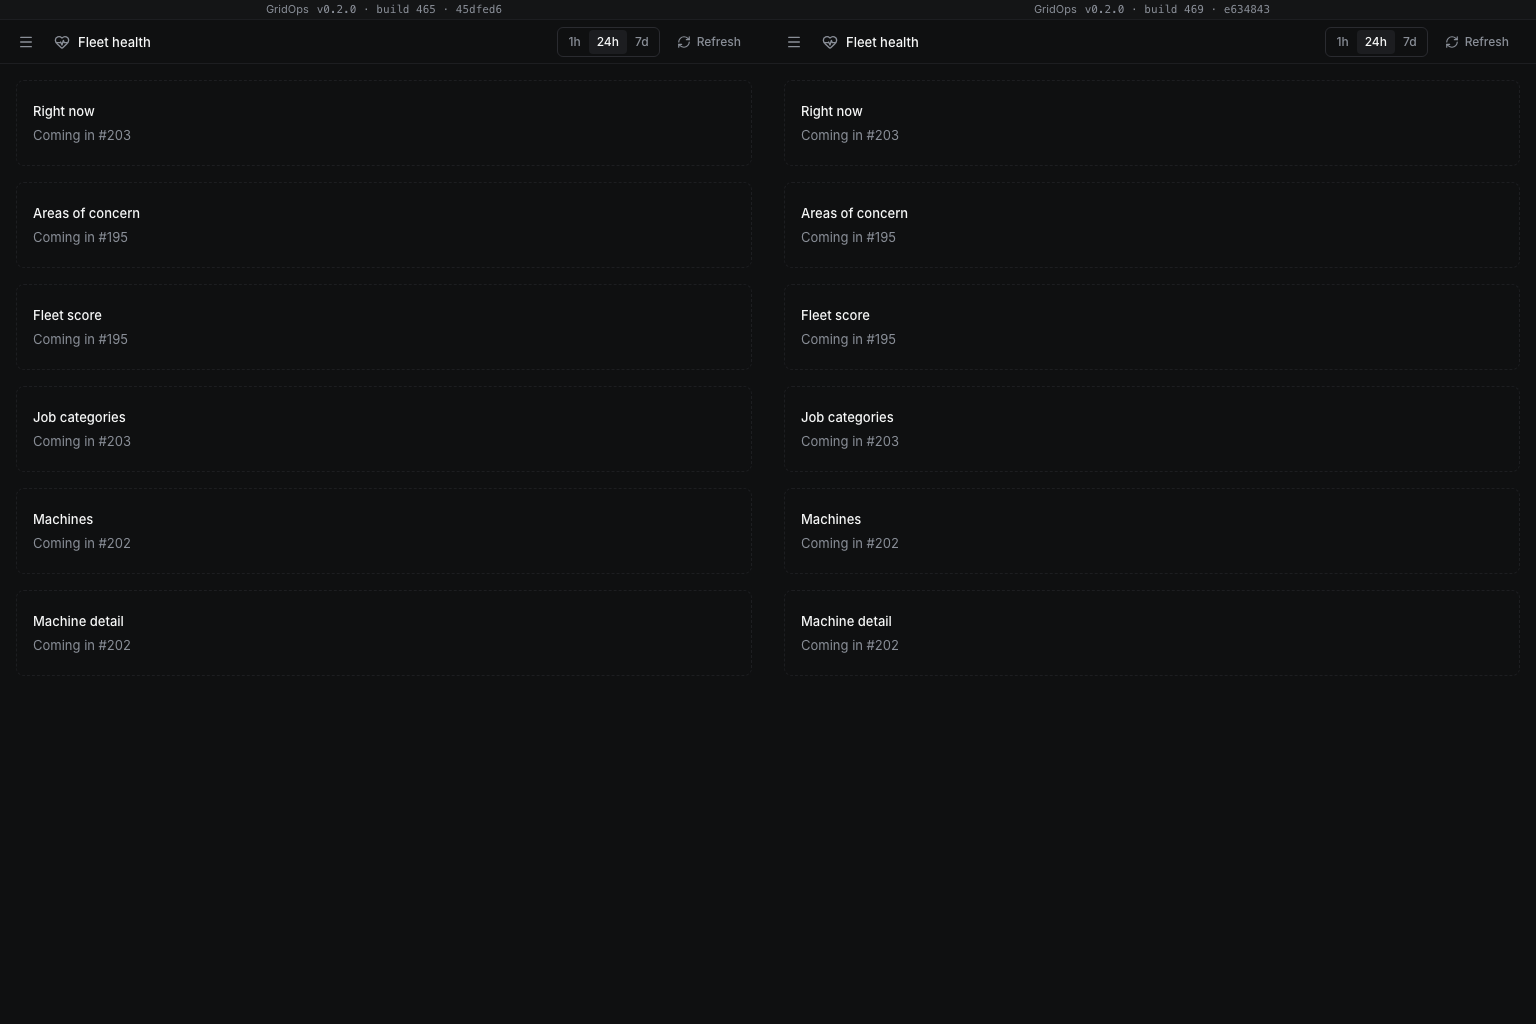 GridOps v0.2.0 · build 465 · 45dfed6
Fleet health
1h 24h 7d Refresh
Right now
Coming in #203
Areas of concern
Coming in #195
Fleet score
Coming in #195
Job categories
Coming in #203
Machines
Coming in #202
Machine detail
Coming in #202
GridOps v0.2.0 · build 469 · e634843
Fleet health
1h 24h 7d Refresh
Right now
Coming in #203
Areas of concern
Coming in #195
Fleet score
Coming in #195
Job categories
Coming in #203
Machines
Coming in #202
Machine detail
Coming in #202